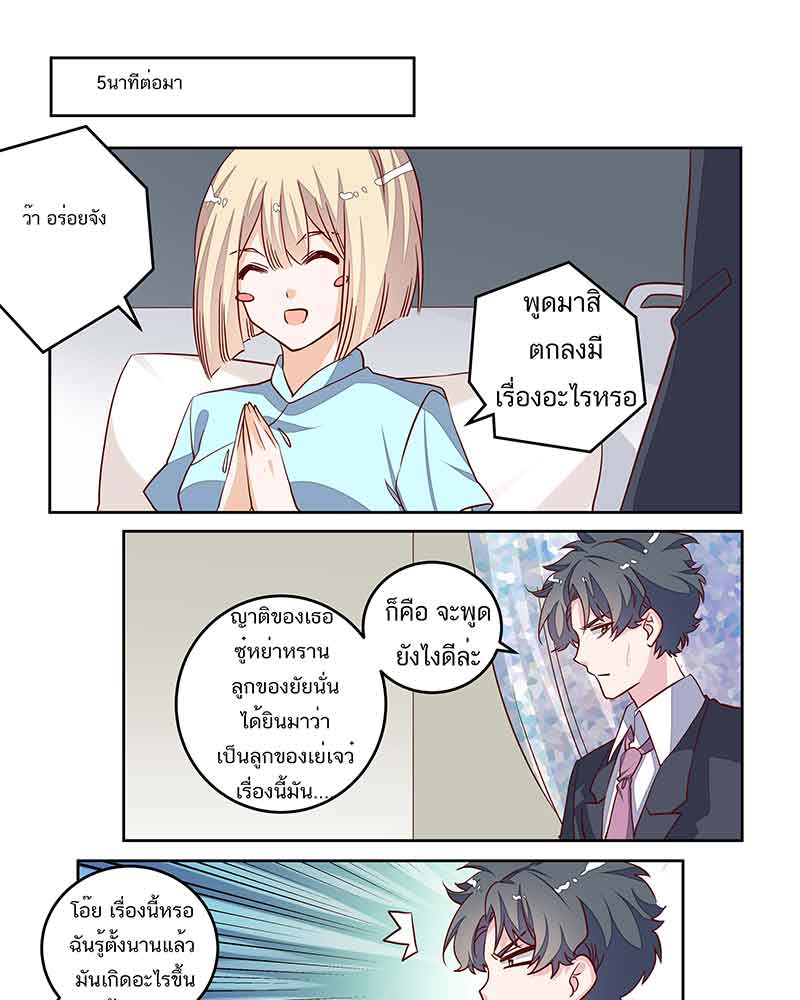 5นาทีต่อมา
ว๊า อร่อยจัง
พูดมาสิ
ตกลงมี
เรื่องอะไรหรอ
ก็คือ จะพูด
ยังไงดีล่ะ
ญาติของเธอ
ซู๋หย่าหราน
ลูกของยัยนั่น
ได้ยินมาว่า
เป็นลูกของเย่เจว๋
เรื่องนี้มัน....
โอ๊ย เรื่องนี้หรอ
ฉันรู้ตั้งนานแล้ว
มันเกิดอะไรขึ้น